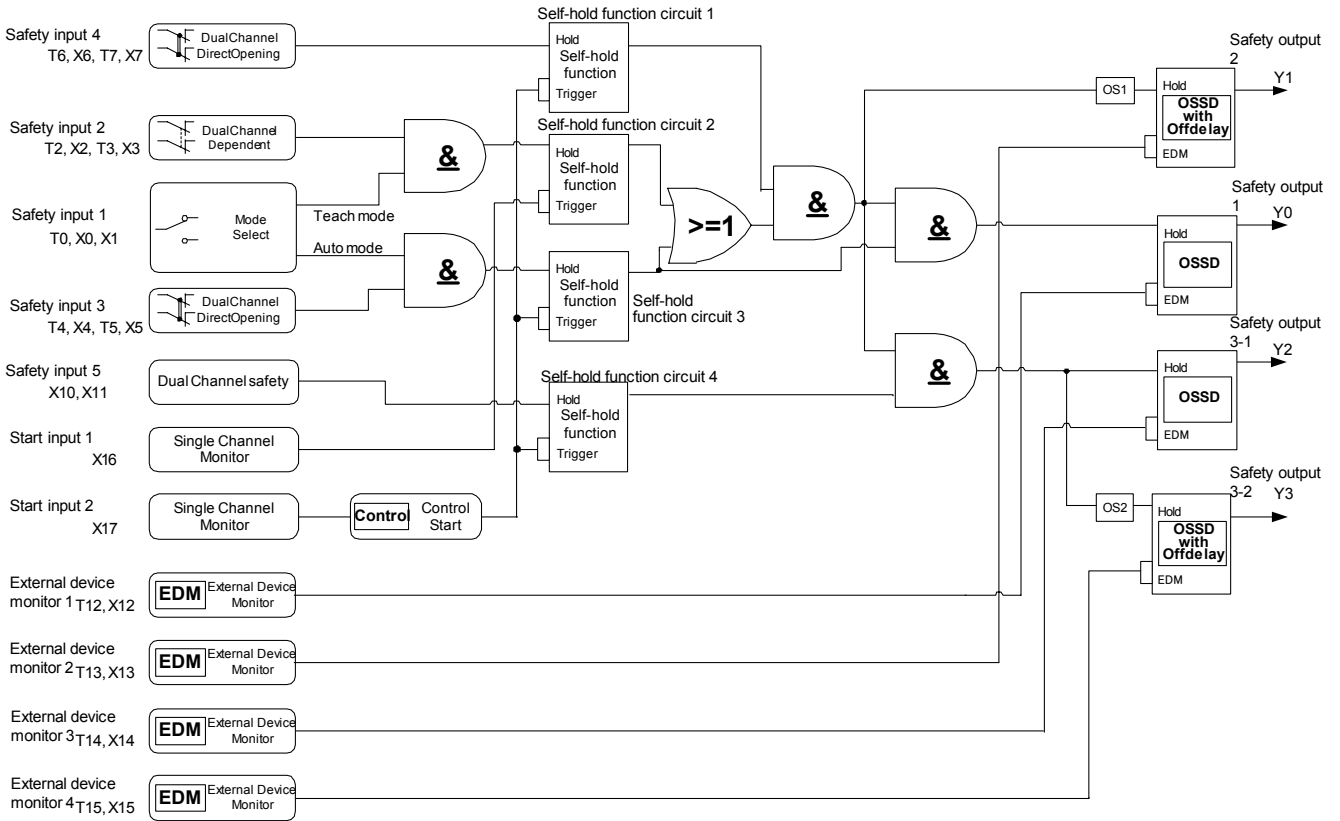 Self-hold function circuit 1
Safety input 4
T6, X6, T7, X7
DualChannel
DirectOpening
Hold
Self-hold
function
Trigger
Safety output
2
Y1
OS1
Hold
OSSD
with
Offdelay
EDM
Safety input 2
T2, X2, T3, X3
DualChannel
Dependent
&
Self-hold function circuit 2
Hold
Self-hold
function
Trigger
>=1
&
Safety input 1
T0, X0, X1
Mode
Select
Teach mode
Auto mode
&
&
Safety output
1
Y0
Hold
OSSD
EDM
Safety input 3
T4, X4, T5, X5
DualChannel
DirectOpening
Hold
Self-hold
function
Trigger
Self-hold
function circuit 3
Safety output
3-1
Y2
Hold
OSSD
EDM
Safety input 5
X10, X11
Dual Channel safety
Self-hold function circuit 4
Hold
Self-hold
function
Trigger
&
Start input 1
X16
Single Channel
Monitor
Start input 2
X17
Single Channel
Monitor
Control
Control
Start
Safety output
3-2
Y3
OS2
Hold
OSSD
with
Offdelay
EDM
External device
monitor 1 T12, X12
EDM
External Device
Monitor
External device
monitor 2 T13, X13
EDM
External Device
Monitor
External device
monitor 3 T14, X14
EDM
External Device
Monitor
External device
monitor 4 T15, X15
EDM
External Device
Monitor